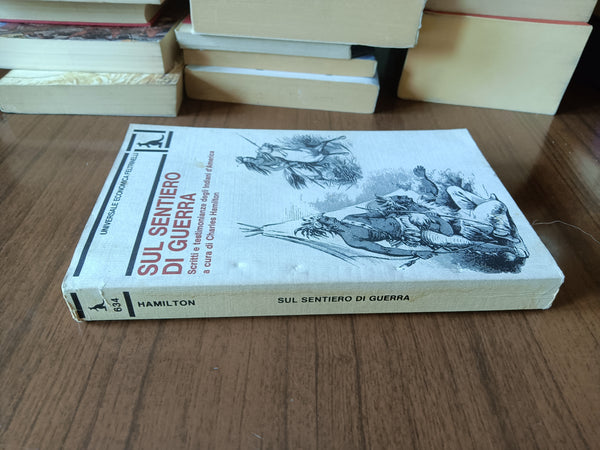 UNIVERSALE ECONOMICA FELTRINELLI
SUL SENTIERO
DI GUERRA
Scritti e testimonianze degli Indiani d'America
a cura di Charles Hamilton
634
HAMILTON
SUL SENTIERO DI GUERRA